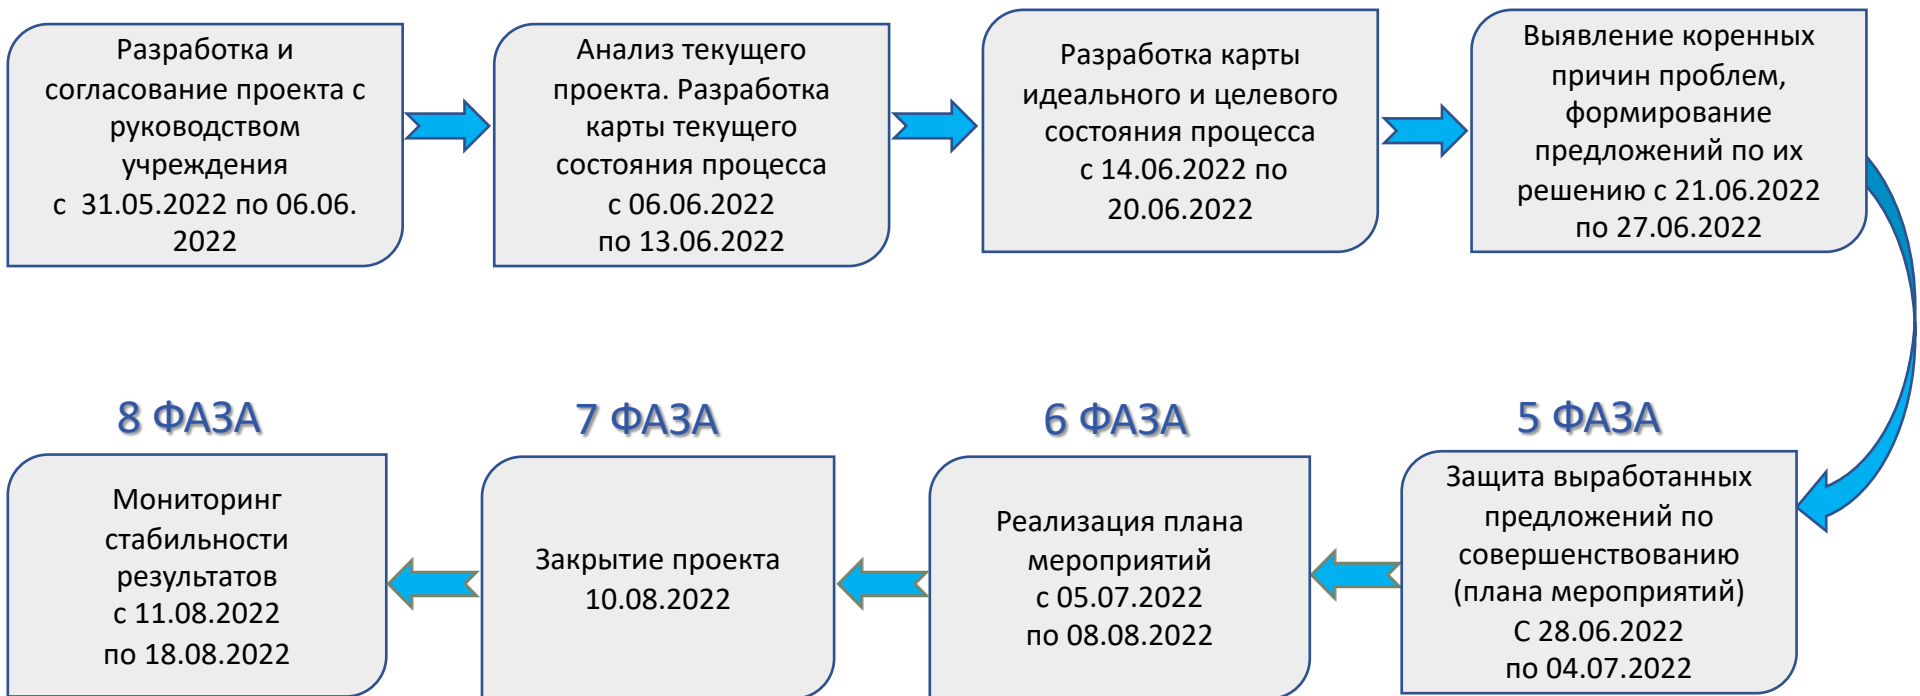 Разработка и
согласование проекта с
руководством
учреждения
с  31.05.2022 по 06.06.
2022
Анализ текущего
проекта. Разработка
карты текущего
состояния процесса
с 06.06.2022
по 13.06.2022
Разработка карты
идеального и целевого
состояния процесса
с 14.06.2022 по
20.06.2022
Выявление коренных
причин проблем,
формирование
предложений по их
решению с 21.06.2022
по 27.06.2022
8 ФАЗА
Мониторинг
стабильности
результатов
с 11.08.2022
по 18.08.2022
7 ФАЗА
Закрытие проекта
10.08.2022
6 ФАЗА
Реализация плана
мероприятий
с 05.07.2022
по 08.08.2022
5 ФАЗА
Защита выработанных
предложений по
совершенствованию
(плана мероприятий)
С 28.06.2022
по 04.07.2022